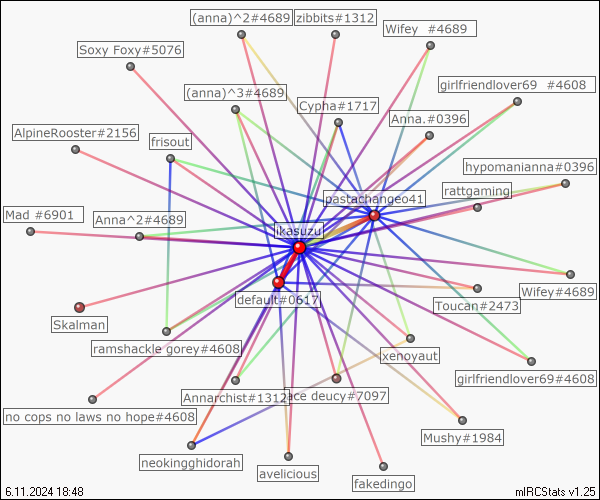 (anna)^2#4689
zibbits#1312
Wifey #4689
Soxy Foxy#5076
girlfriendlover69 #4608
(anna)^3#4689
Cypha#1717
Anna.#0396
AlpineRooster#2156
frisout
hypomanianna#0396
rattgaming
pastachangeo41
Mad #6901
Anna^2#4689
ikasuzu
Wifey#4689
default#0617
Toucan#2473
Skalman
ramshackle gorey#4608
xenoyaut
girlfriendlover69#4608
Annarchist#1312
ace deucy#7097
no cops no laws no hope#4608
Mushy#1984
neokingghidorah
avelicious
fakedingo
6.11.2024 18:48
mIRCStats v1.25